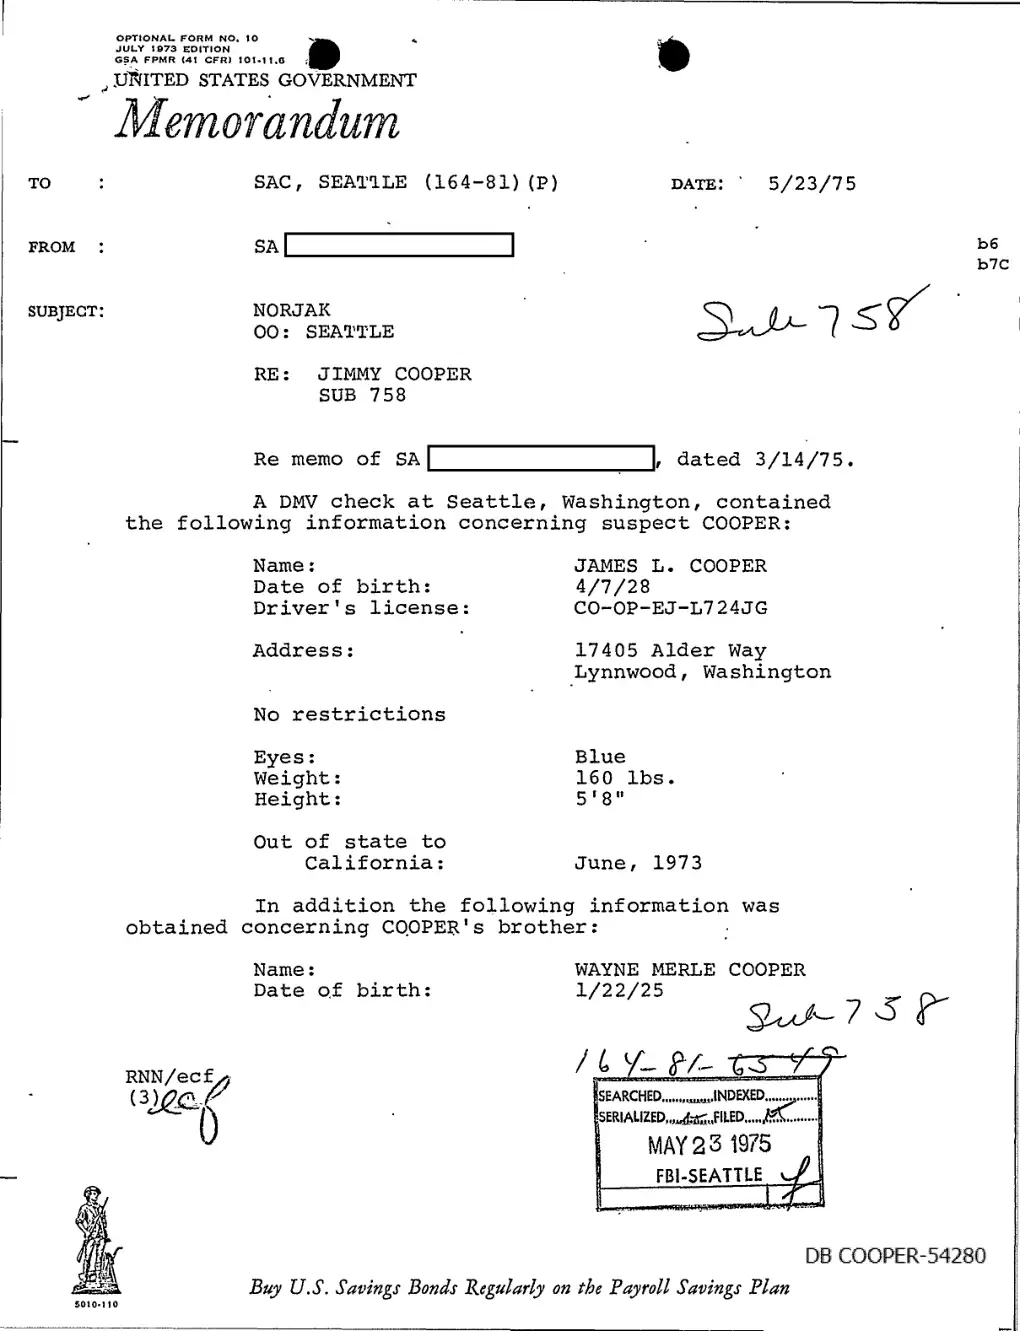 OPTIONAL FORM NO. 10
JULY 1973 EDITION
GSA FPMR (41 CFR) 101-11.6
UNITED STATES GOVERNMENT
Memorandum
TO : SAC, SEATTLE (164-81)(P) DATE: 5/23/75
FROM : SA b6
b7C
SUBJECT: NORJAK
OO: SEATTLE
Sub 758
RE: JIMMY COOPER
SUB 758
Re memo of SA , dated 3/14/75.
A DMV check at Seattle, Washington, contained
the following information concerning suspect COOPER:
Name: JAMES L. COOPER
Date of birth: 4/7/28
Driver's license: CO-OP-EJ-L724JG
Address: 17405 Alder Way
Lynnwood, Washington
No restrictions
Eyes: Blue
Weight: 160 lbs.
Height: 5'8"
Out of state to
California: June, 1973
In addition the following information was
obtained concerning COOPER's brother:
Name: WAYNE MERLE COOPER
Date of birth: 1/22/25
Sub 758
164-81-
RNN/ecf
(3) ecf
SEARCHED..............INDEXED..............
SERIALIZED..............FILED..............
MAY 23 1975
FBI-SEATTLE
DB COOPER-54280
Buy U.S. Savings Bonds Regularly on the Payroll Savings Plan
5010-110